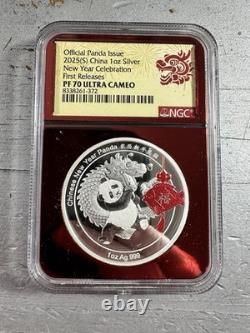 Official Panda Issue
2025(S) China 1oz Silver
New Year Celebration
First Releases
PF 70 ULTRA CAMEO
8338261-372
NGC
Chinese New Year Panda
1oz Ag 999